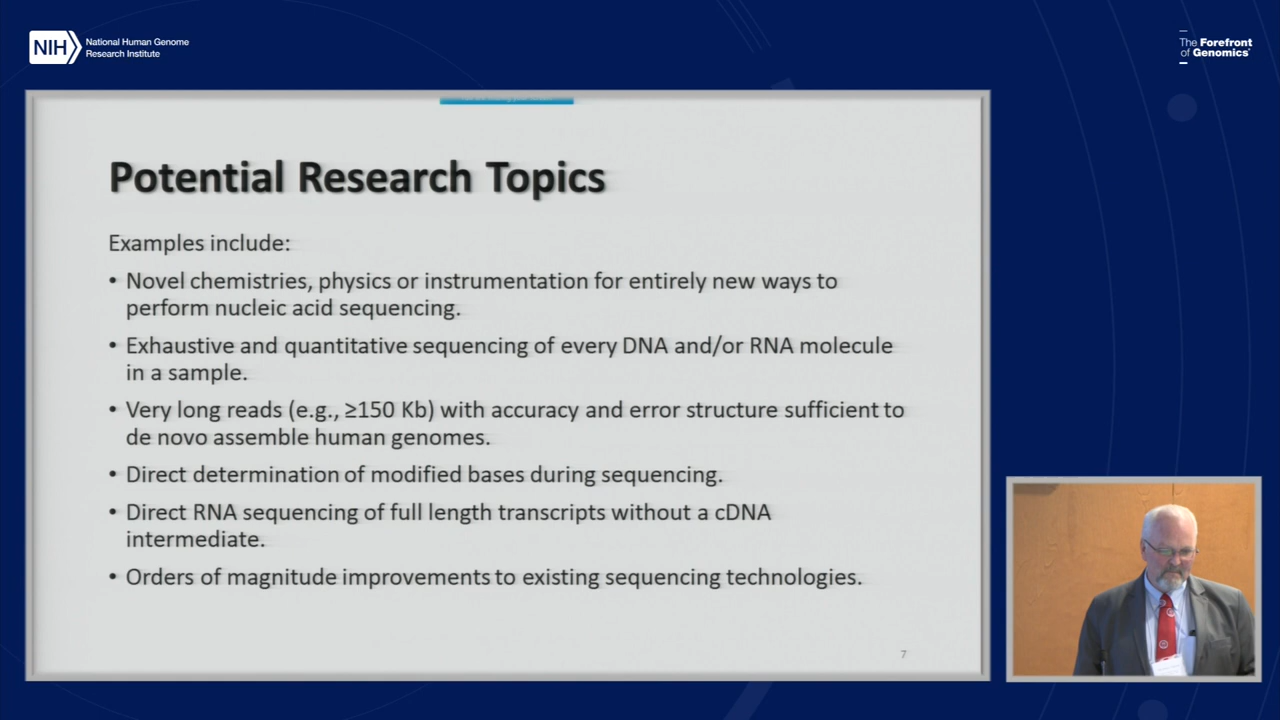 NIH
National Human Genome
Research Institute
The Forefront
of Genomics®
Potential Research Topics
Examples include:
• Novel chemistries, physics or instrumentation for entirely new ways to
perform nucleic acid sequencing.
• Exhaustive and quantitative sequencing of every DNA and/or RNA molecule
in a sample.
• Very long reads (e.g., ≥150 Kb) with accuracy and error structure sufficient to
de novo assemble human genomes.
• Direct determination of modified bases during sequencing.
• Direct RNA sequencing of full length transcripts without a cDNA
intermediate.
• Orders of magnitude improvements to existing sequencing technologies.
7